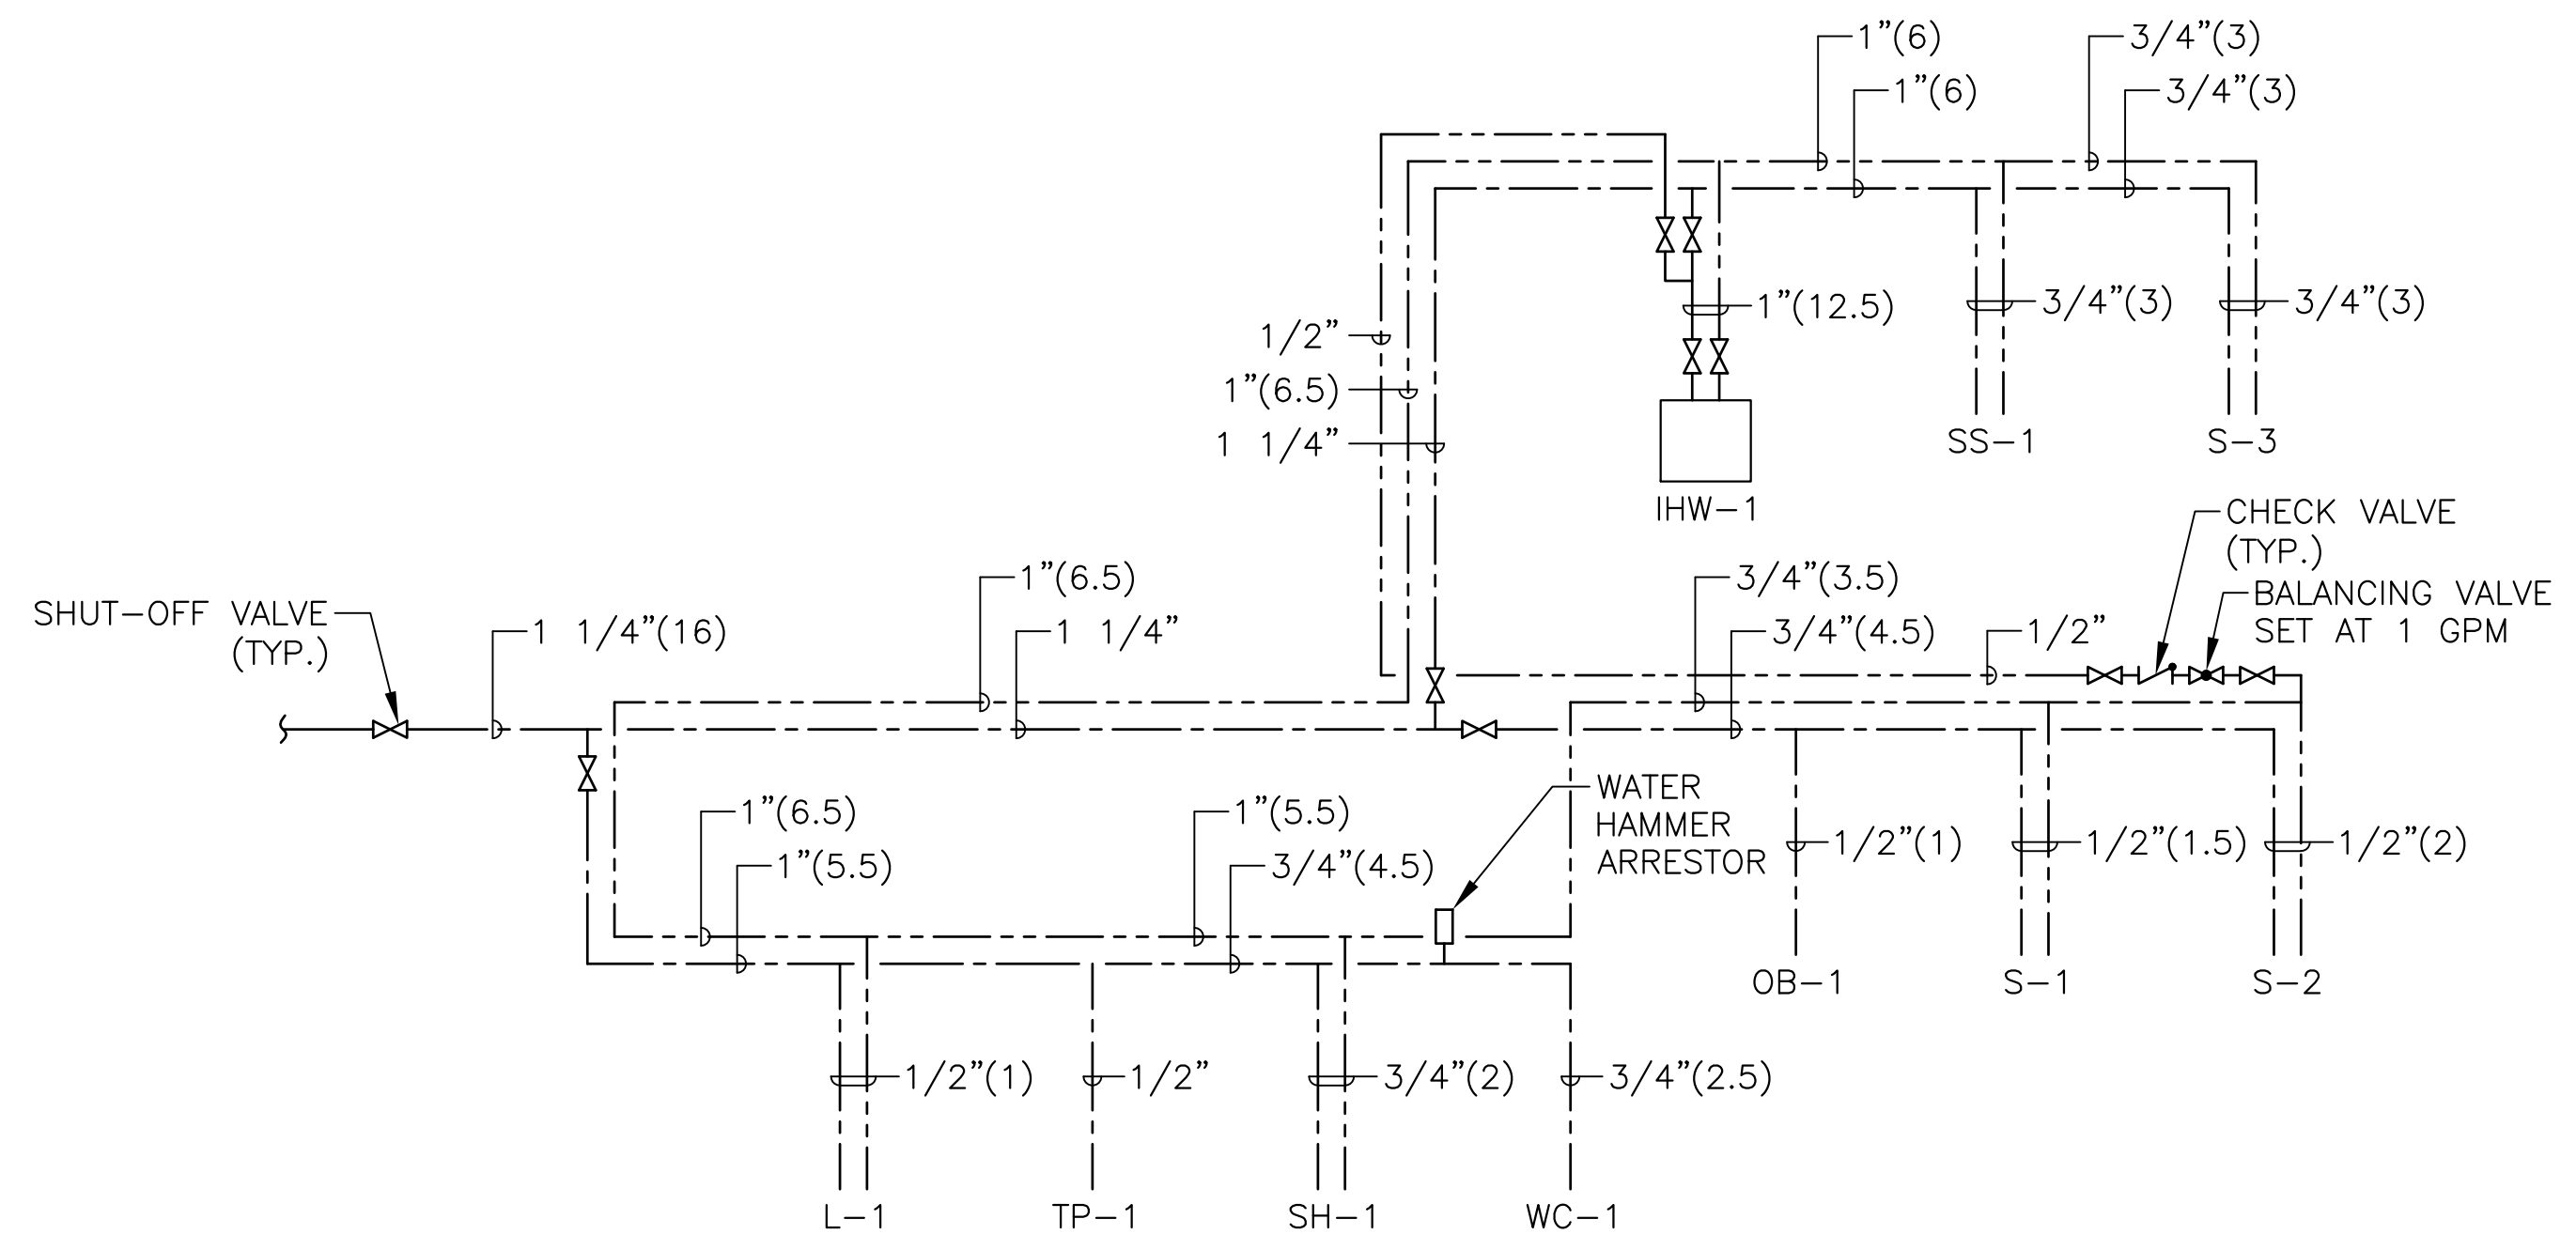 1”(6)
3/4”(3)
1”(6)
3/4”(3)
1”(12.5)
3/4”(3)
3/4”(3)
1/2”
1”(6.5)
1 1/4”
SS-1
S-3
IHW-1
CHECK VALVE
(TYP.)
BALANCING VALVE
SET AT 1 GPM
SHUT-OFF VALVE
(TYP.)
1 1/4”(16)
1”(6.5)
1 1/4”
3/4”(3.5)
3/4”(4.5)
1/2”
WATER
HAMMER
ARRESTOR
1”(6.5)
1”(5.5)
1”(5.5)
3/4”(4.5)
1/2”(1)
1/2”(1.5)
1/2”(2)
OB-1
S-1
S-2
1/2”(1)
1/2”
3/4”(2)
3/4”(2.5)
L-1
TP-1
SH-1
WC-1